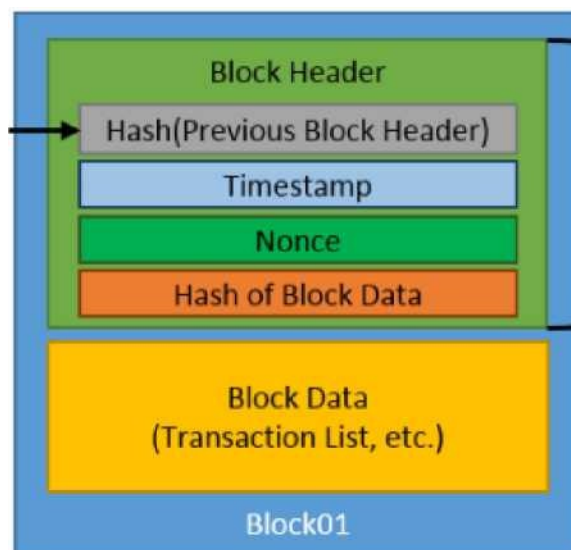 Block Header
Hash(Previous Block Header)
Timestamp
Nonce
Hash of Block Data
Block Data
(Transaction List, etc.)
Block01